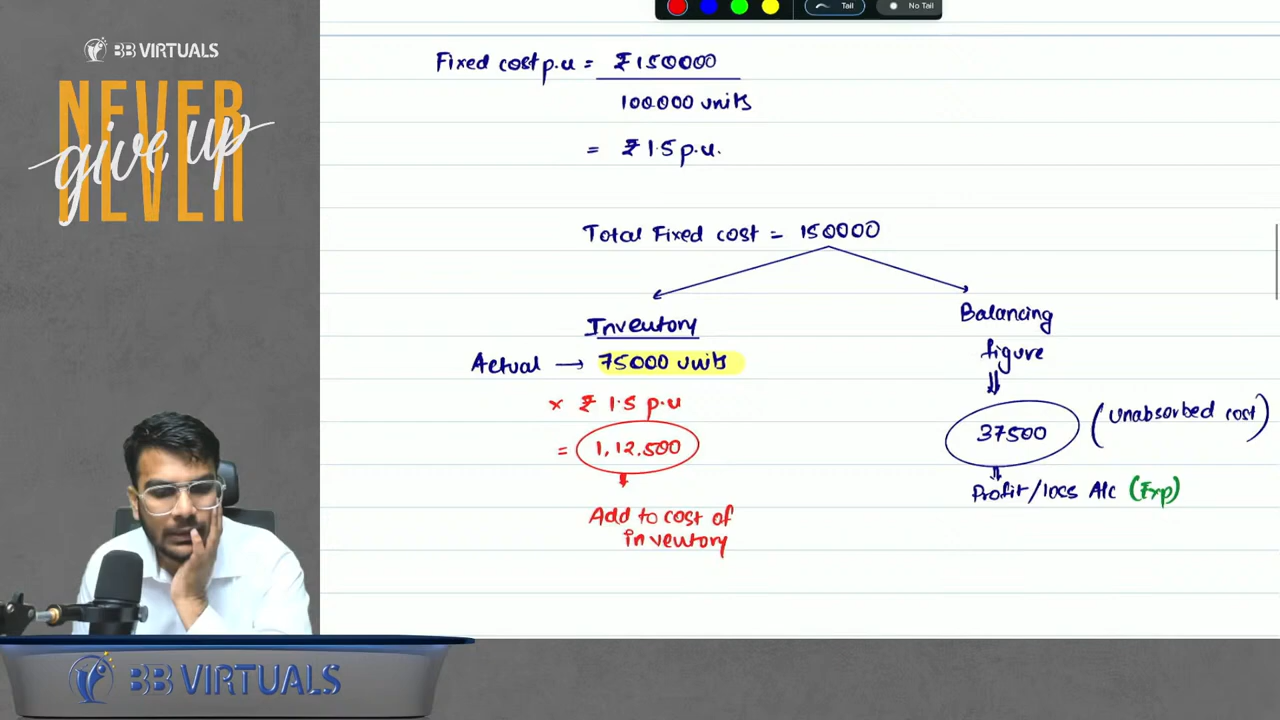 Tail
No Tail
BB VIRTUALS
NEVER
give up
NEVER
Fixed cost p.u = ₹150000
100000 units
= ₹ 1.5 p.u.
Total Fixed cost = 150000
Inventory
Actual → 75000 units
× ₹ 1.5 p.u
= 1,12,500
Add to cost of
inventory
Balancing
figure
37500 (unabsorbed cost)
Profit/loss A/c (Exp)
BB VIRTUALS